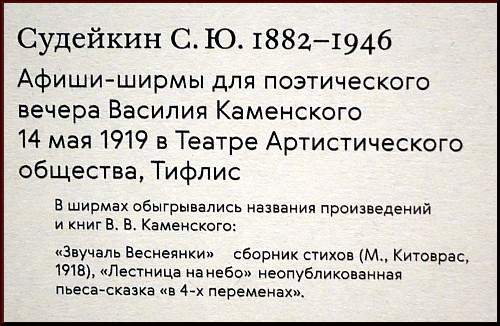 Судейкин С. Ю. 1882–1946
Афиши-ширмы для поэтического
вечера Василия Каменского
14 мая 1919 в Театре Артистического
общества, Тифлис
В ширмах обыгрывались названия произведений
и книг В. В. Каменского:
«Звучаль Веснеянки» сборник стихов (М., Китоврас,
1918), «Лестница на небо» неопубликованная
пьеса-сказка «в 4-х переменах».